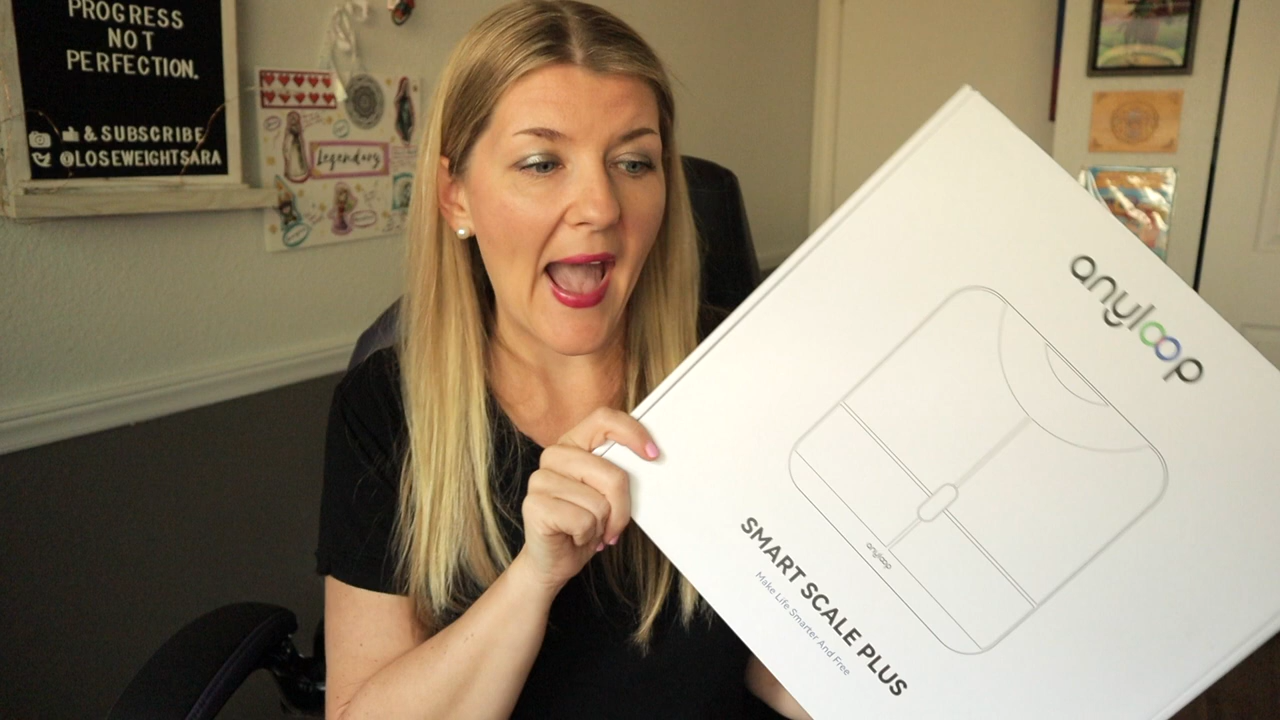 PROGRESS
NOT
PERFECTION.
& SUBSCRIBE
@LOSEWEIGHTSARA
Legendary
anyloop
anyloop
SMART SCALE PLUS
Make Life Smarter And Free